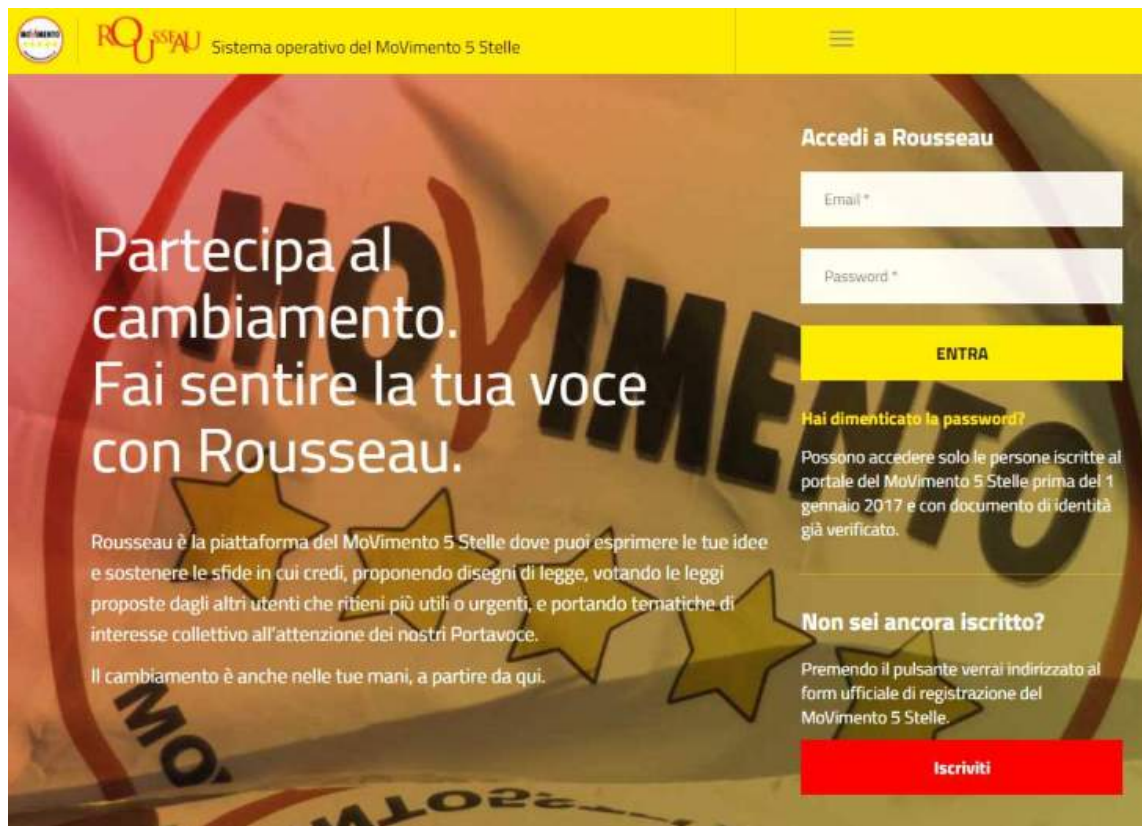 MOVIMENTO
ROUSSEAU
Sistema operativo del MoVimento 5 Stelle
Partecipa al
cambiamento.
Fai sentire la tua voce
con Rousseau.
Rousseau è la piattaforma del MoVimento 5 Stelle dove puoi esprimere le tue idee
e sostenere le sfide in cui credi, proponendo disegni di legge, votando le leggi
proposte dagli altri utenti che ritieni più utili o urgenti, e portando tematiche di
interesse collettivo all'attenzione dei nostri Portavoce.
Il cambiamento è anche nelle tue mani, a partire da qui.
MOVIMENTO
MO
Accedi a Rousseau
Email *
Password *
ENTRA
Hai dimenticato la password?
Possono accedere solo le persone iscritte al
portale del MoVimento 5 Stelle prima del 1
gennaio 2017 e con documento di identità
già verificato.
Non sei ancora iscritto?
Premendo il pulsante verrai indirizzato al
form ufficiale di registrazione del
MoVimento 5 Stelle.
Iscriviti